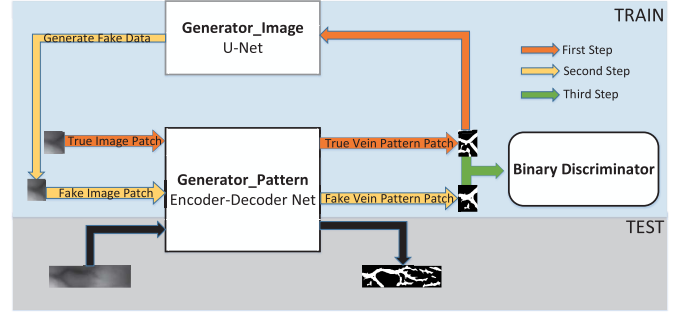 TRAIN
Generator_Image
U-Net
Generate Fake Data
First Step
Second Step
Third Step
True Image Patch
True Vein Pattern Patch
Generator_Pattern
Encoder-Decoder Net
Binary Discriminator
Fake Image Patch
Fake Vein Pattern Patch
TEST